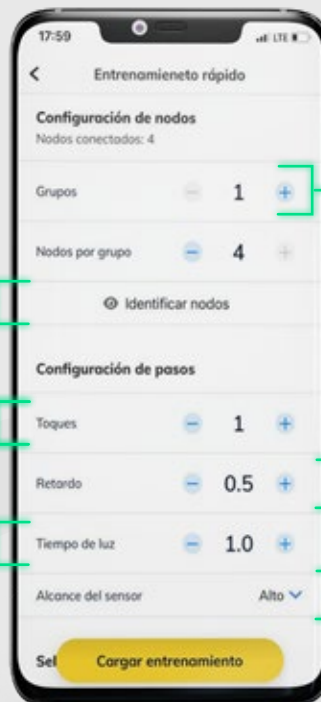 17:59 LTE
Entrenamieneto rápido
Configuración de nodos
Nodos conectados: 4
Grupos 1
Nodos por grupo 4
Identificar nodos
Configuración de pasos
Toques 1
Retardo 0.5
Tiempo de luz 1.0
Alcance del sensor Alto
Sel Cargar entrenamiento